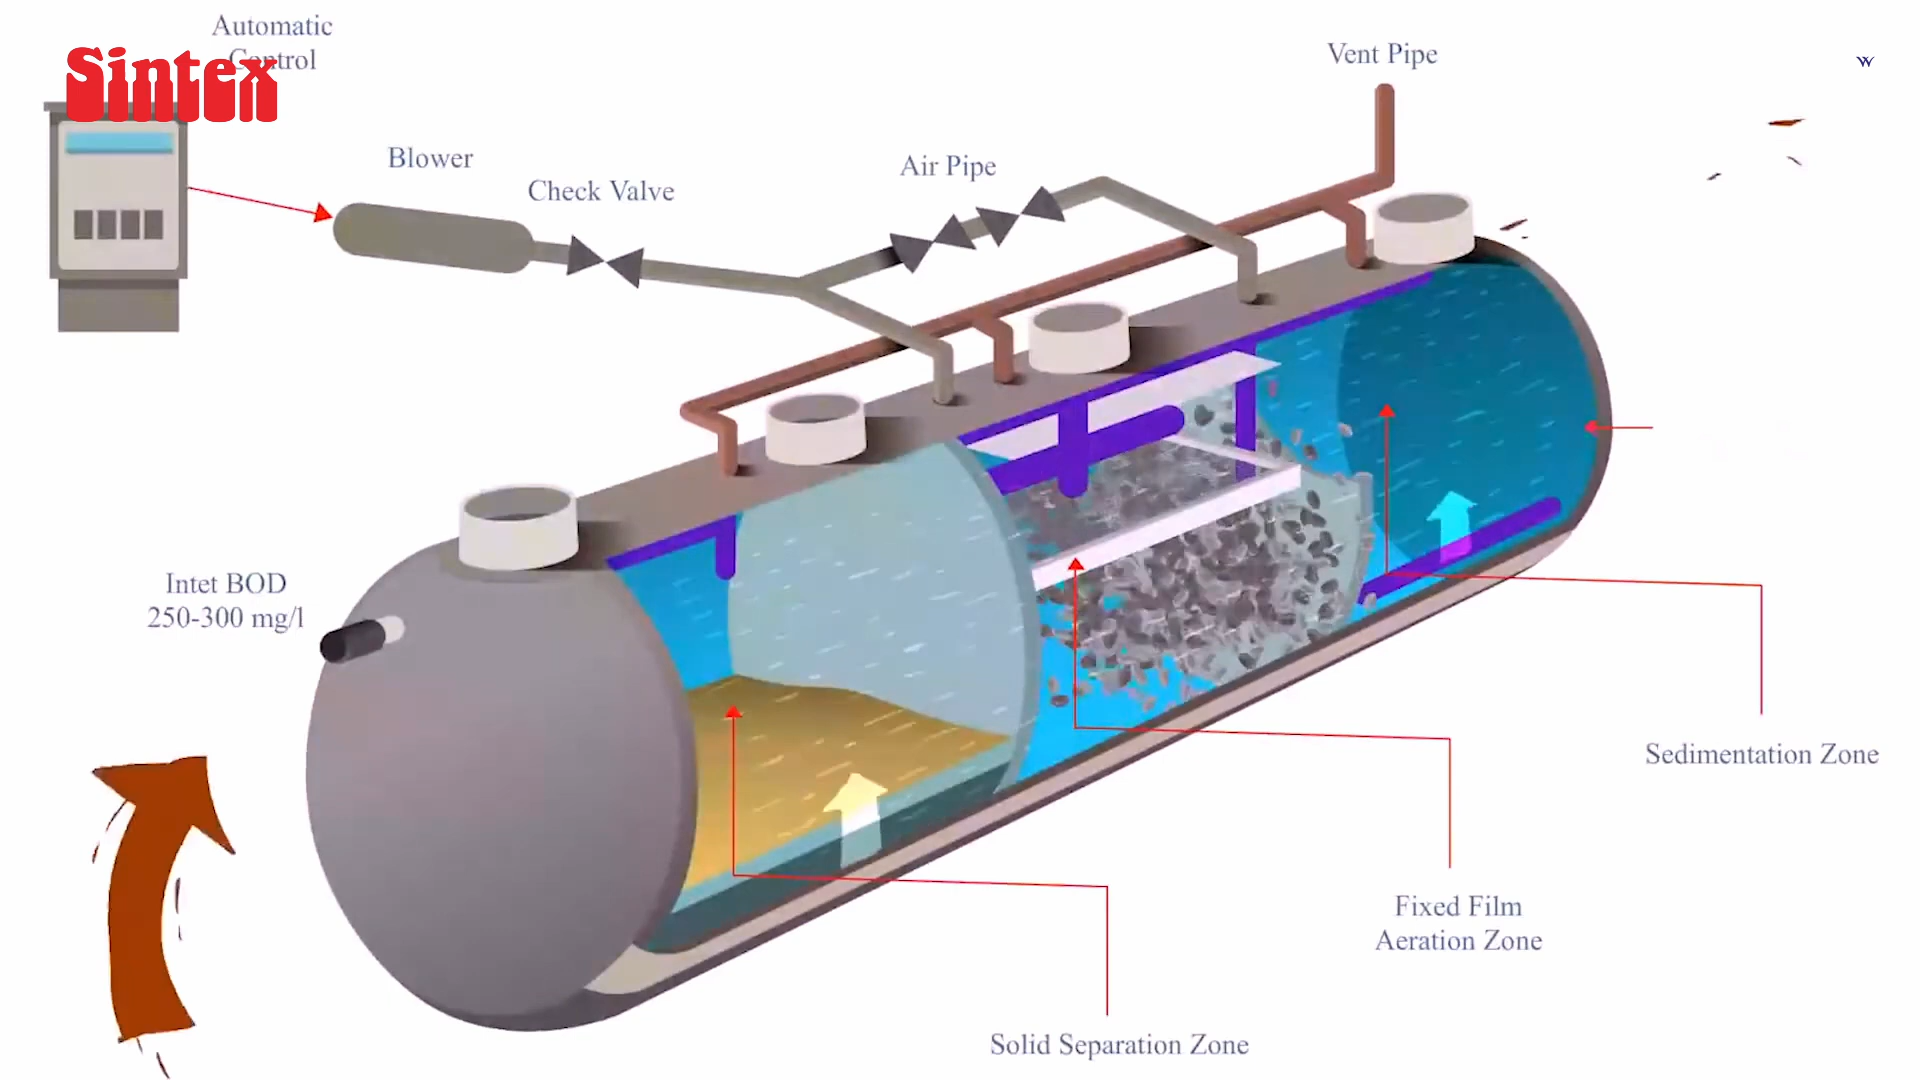 Automatic
Control
Sintex
Vent Pipe
W
Blower
Check Valve
Air Pipe
Intet BOD
250-300 mg/l
Sedimentation Zone
Fixed Film
Aeration Zone
Solid Separation Zone